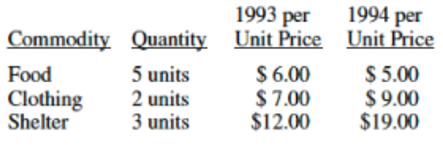 1993 per 1994 per
Commodity Quantity Unit Price Unit Price
Food 5 units $ 6.00 $ 5.00
Clothing 2 units $ 7.00 $ 9.00
Shelter 3 units $12.00 $19.00